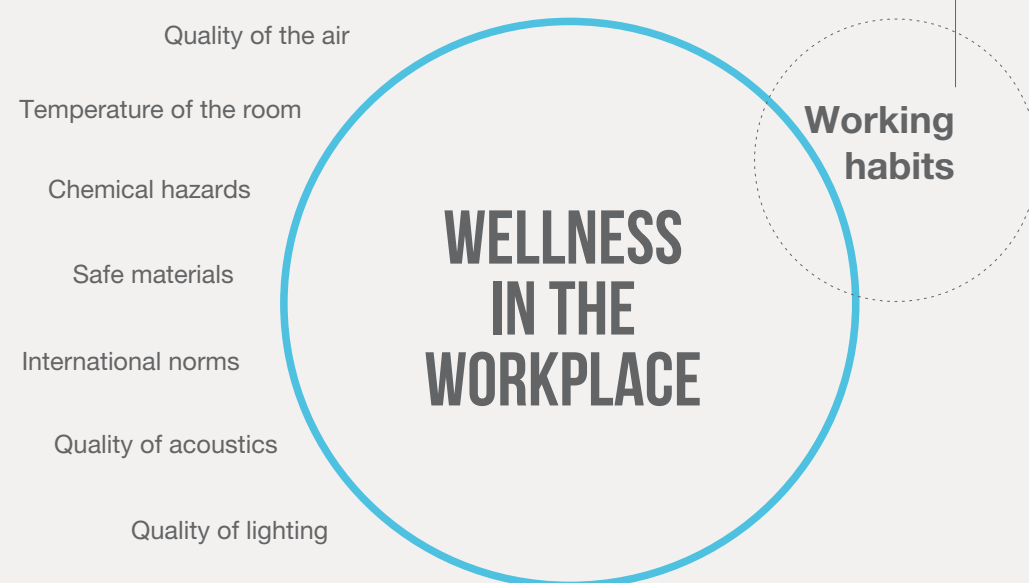 Quality of the air
Temperature of the room
Chemical hazards
Safe materials
International norms
Quality of acoustics
Quality of lighting
WELLNESS
IN THE
WORKPLACE
Working
habits